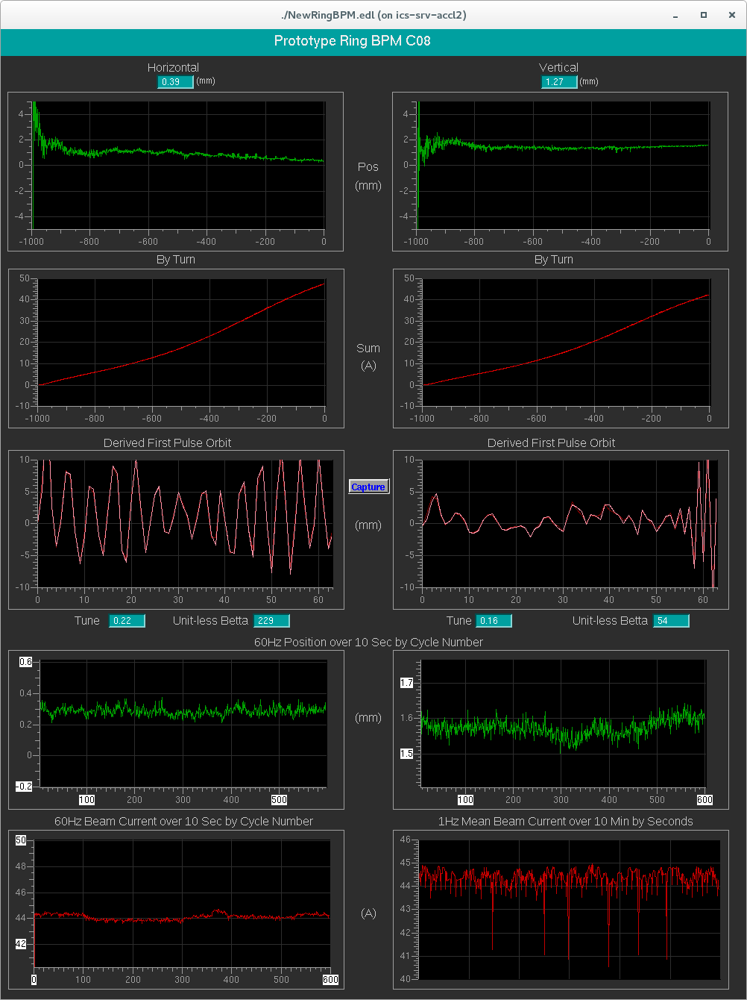 ./NewRingBPM.edl (on ics-srv-accl2)
Prototype Ring BPM C08
Horizontal Vertical
0.39 (mm) 1.27 (mm)
4 4
2 2
0 Pos 0
-2 (mm) -2
-4 -4
-1000 -800 -600 -400 -200 0 -1000 -800 -600 -400 -200 0
By Turn By Turn
50 50
40 40
30 30
20 Sum 20
10 (A) 10
0 0
-10 -10
-1000 -800 -600 -400 -200 0 -1000 -800 -600 -400 -200 0
Derived First Pulse Orbit Derived First Pulse Orbit
10 10
5 Capture 5
0 (mm) 0
-5 -5
-10 -10
0 10 20 30 40 50 60 0 10 20 30 40 50 60
Tune 0.22 Unit-less Betta 229 Tune 0.16 Unit-less Betta 54
60Hz Position over 10 Sec by Cycle Number
0.6 1.7
0.4 1.6
0.2 (mm) 1.5
0
-0.2
100 200 300 400 500 100 200 300 400 500 600
60Hz Beam Current over 10 Sec by Cycle Number 1Hz Mean Beam Current over 10 Min by Seconds
50 46
48 45
46 44
44 (A) 43
42 42
41
40
0 100 200 300 400 500 600